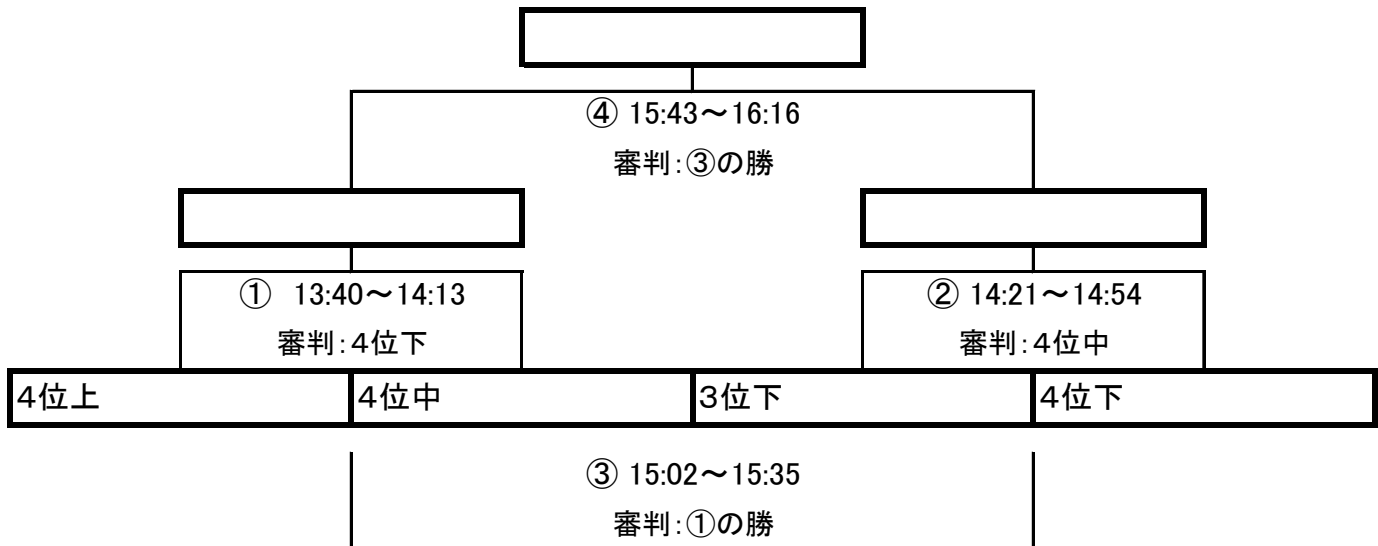 ④ 15:43～16:16
審判：③の勝
① 13:40～14:13
審判：４位下
② 14:21～14:54
審判：４位中
４位上
４位中
３位下
４位下
③ 15:02～15:35
審判：①の勝